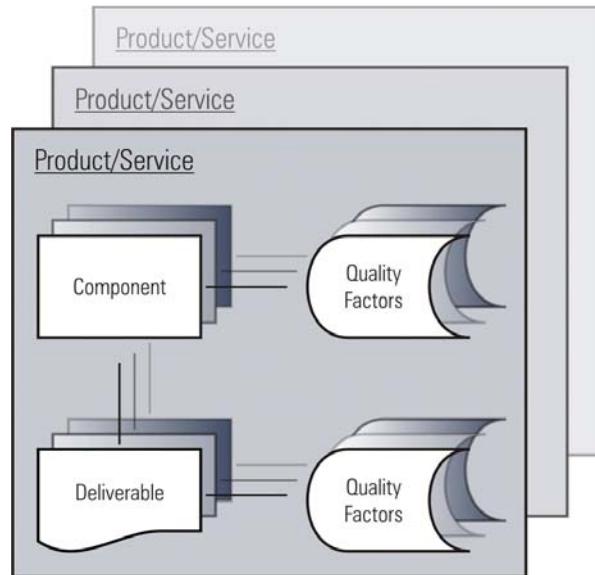 Product/Service
Product/Service
Product/Service
Component
Quality
Factors
Deliverable
Quality
Factors